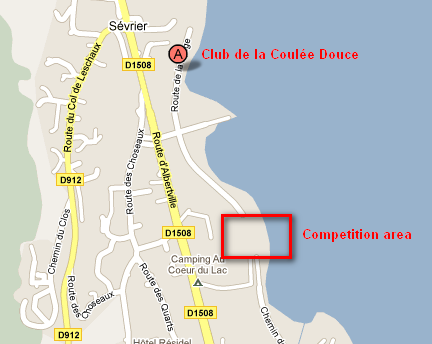 Sévrier
A
Club de la Coulée Douce
D1508
Route du Col de Leschaux
Route de la
Route des Choseaux
Route d'Albertville
D912
Chemin du Clos
D1508
Competition area
Camping Au
Coeur du Lac
Route des
Choseaux
Route des Quarts
D1508
Chemin du
D912
Hôtel Résidel